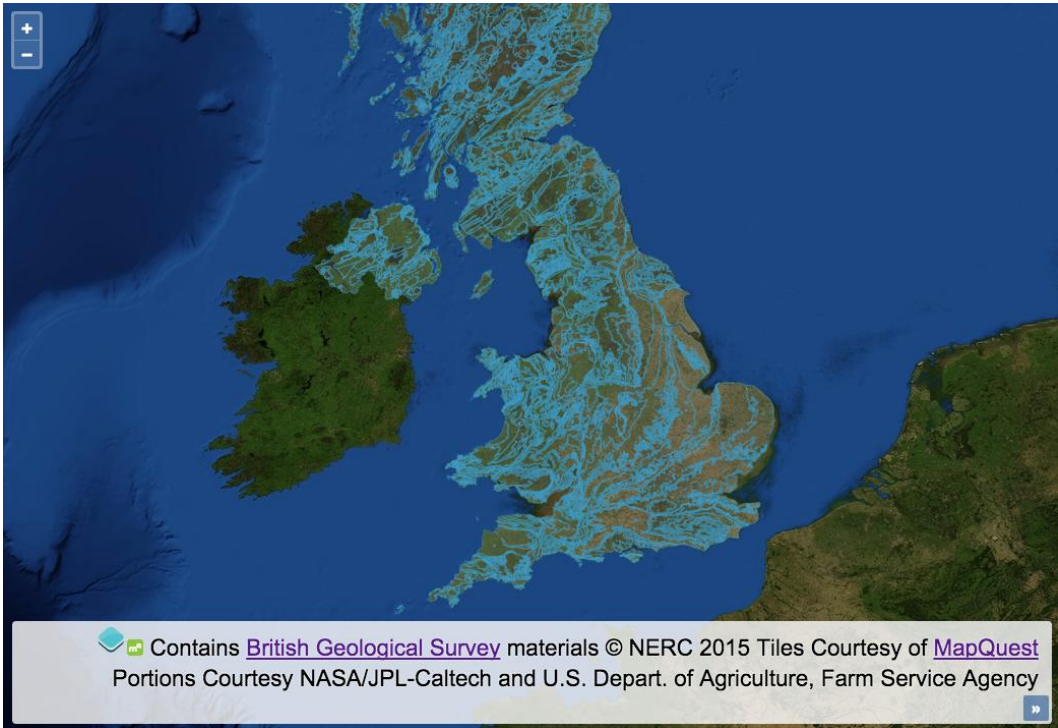 +
−
Contains British Geological Survey materials © NERC 2015 Tiles Courtesy of MapQuest
Portions Courtesy NASA/JPL-Caltech and U.S. Depart. of Agriculture, Farm Service Agency
»